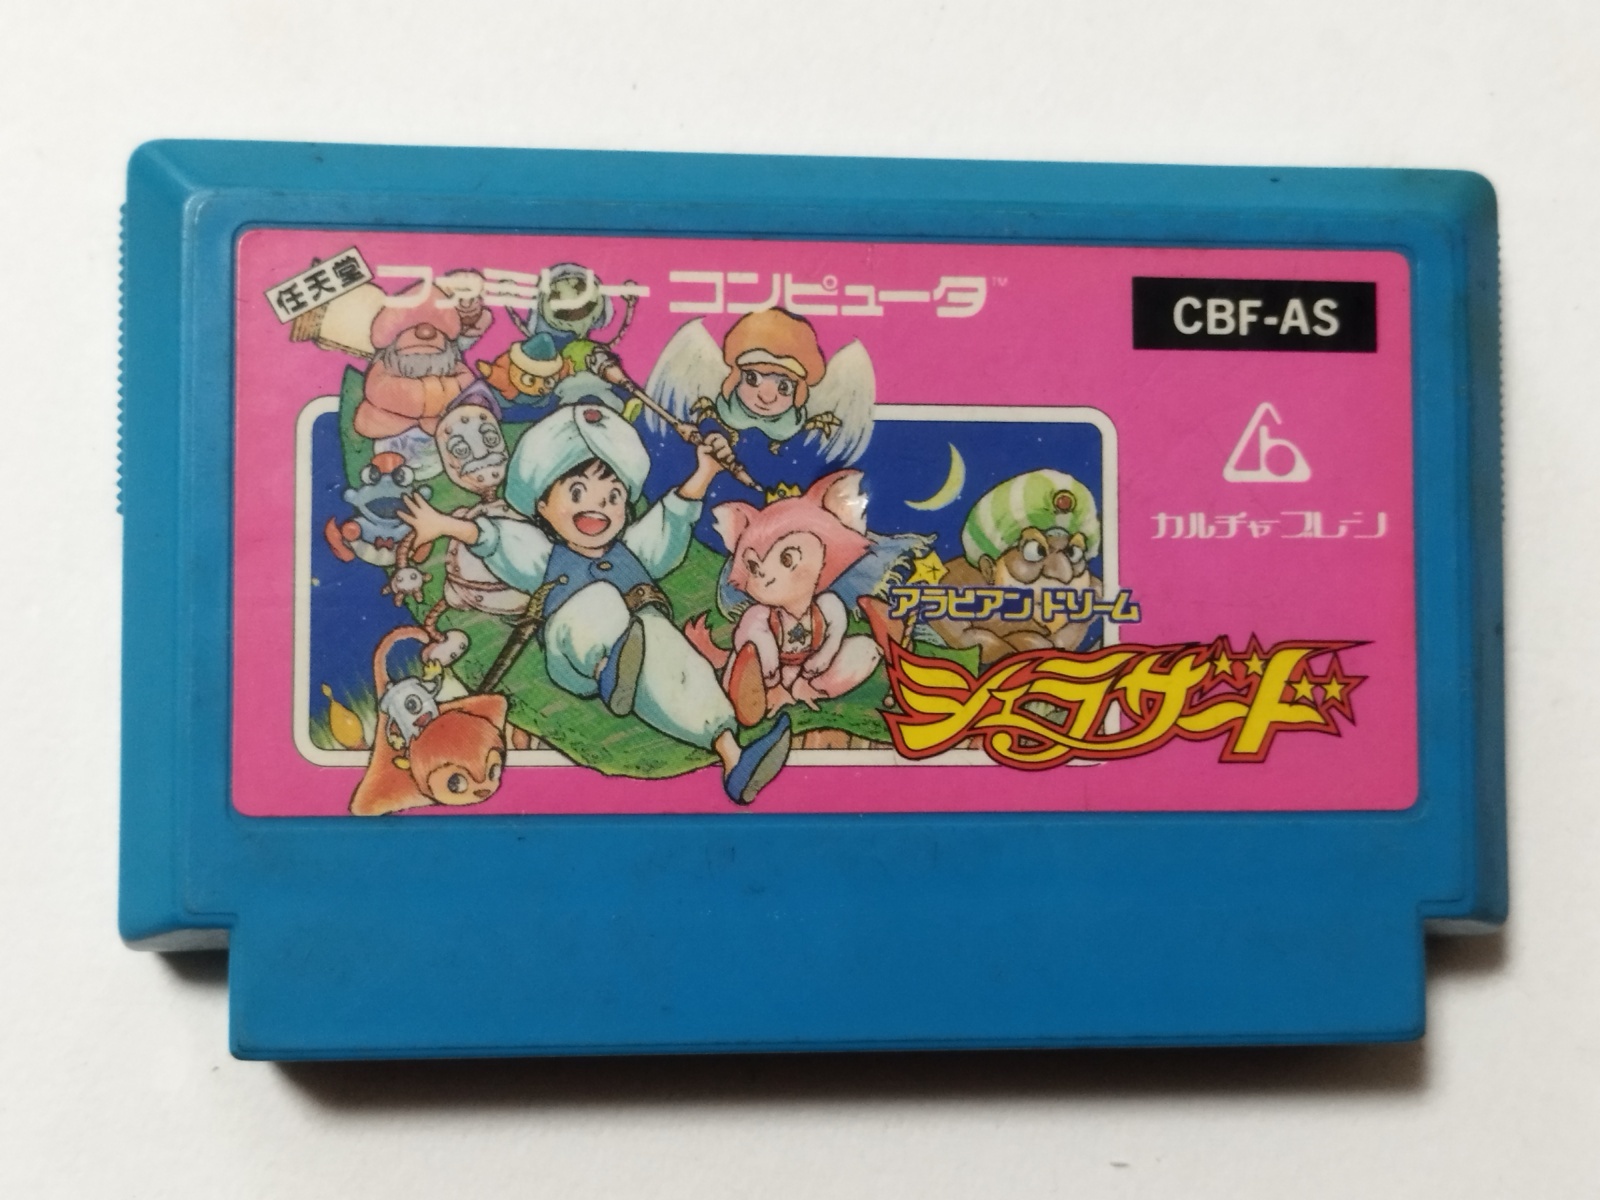 任天堂 ファミリー コンピュータ™
CBF-AS
カルチャーブレーン
アラビアン・ドリーム
シェラザード